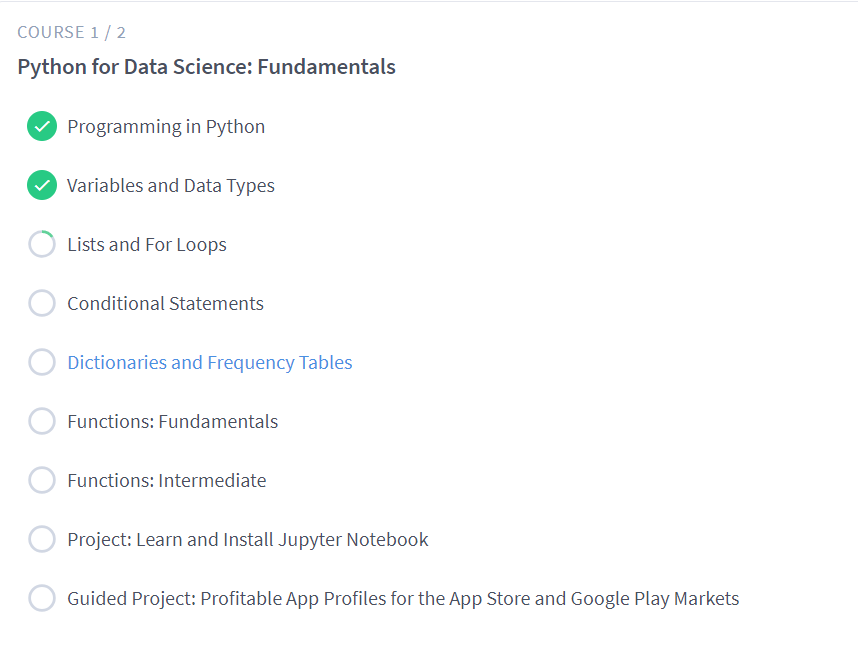 COURSE 1 / 2
Python for Data Science: Fundamentals
Programming in Python
Variables and Data Types
Lists and For Loops
Conditional Statements
Dictionaries and Frequency Tables
Functions: Fundamentals
Functions: Intermediate
Project: Learn and Install Jupyter Notebook
Guided Project: Profitable App Profiles for the App Store and Google Play Markets